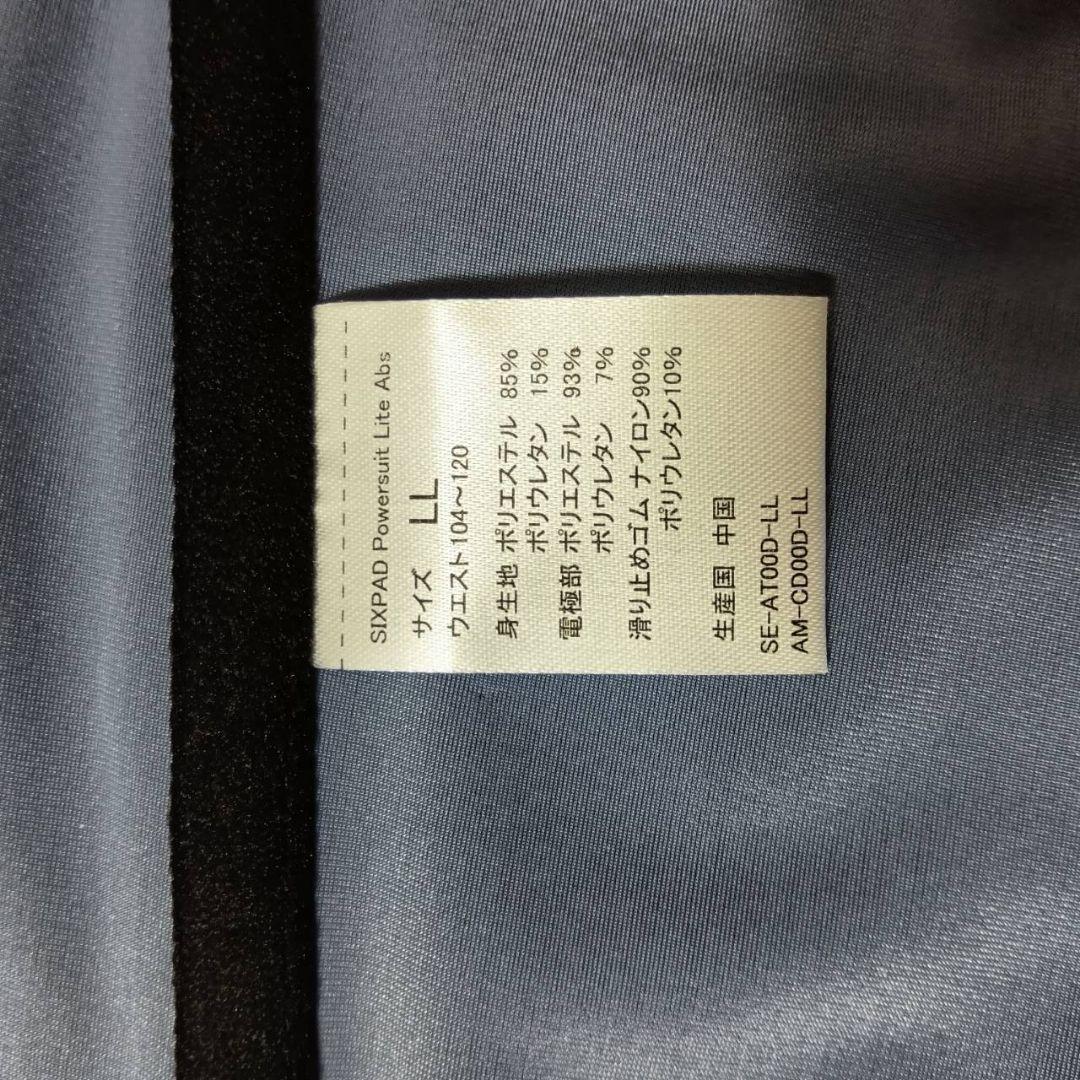 SIXPAD Powersuit Lite Abs
サイズ LL
ウエスト104～120
身生地 ポリエステル 85%
ポリウレタン 15%
電極部 ポリエステル 93%
ポリウレタン 7%
滑り止めゴム ナイロン90%
ポリウレタン10%
生産国 中国
SE-AT00D-LL
AM-CD00D-LL